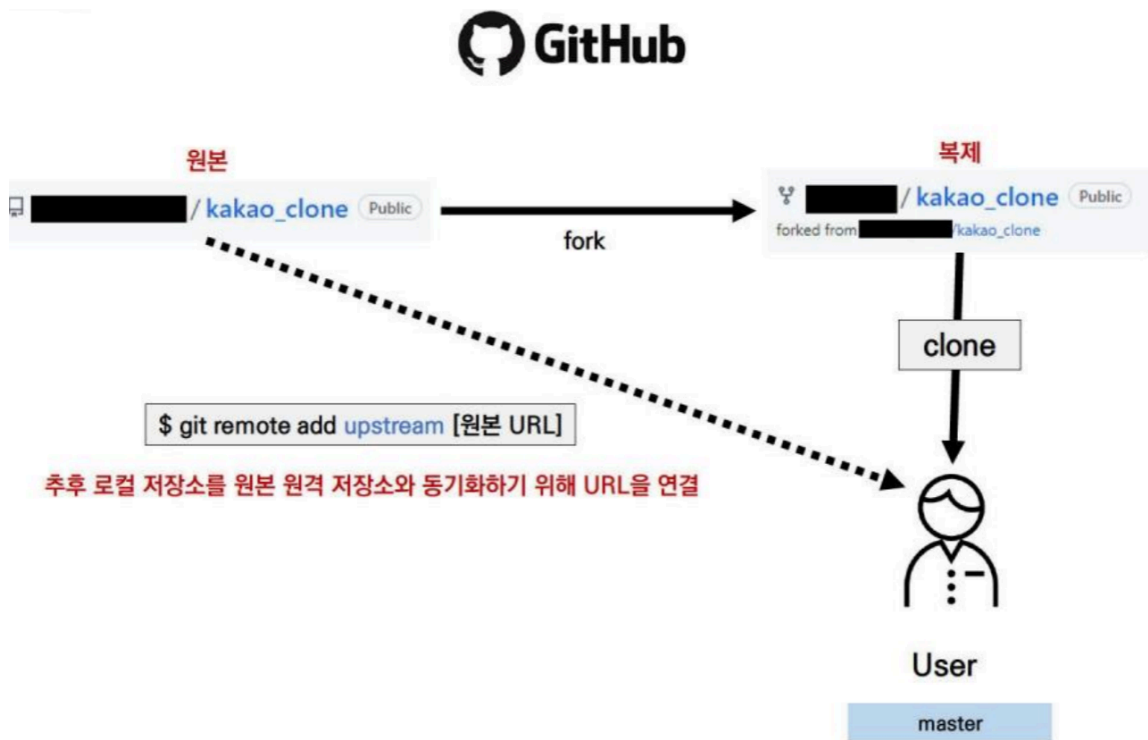 GitHub
원본
/ kakao_clone Public
fork
복제
/ kakao_clone Public
forked from /kakao_clone
clone
$ git remote add upstream [원본 URL]
추후 로컬 저장소를 원본 원격 저장소와 동기화하기 위해 URL을 연결
User
master